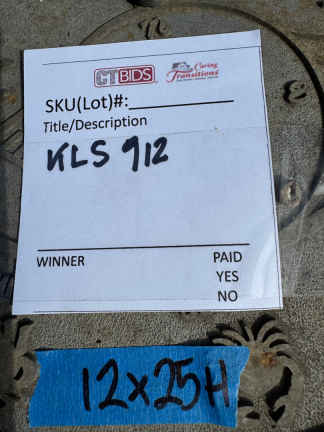 CTBIDS Caring Transitions
SKU(Lot)#:
Title/Description
KLS 912
WINNER PAID
YES
NO
12x25H